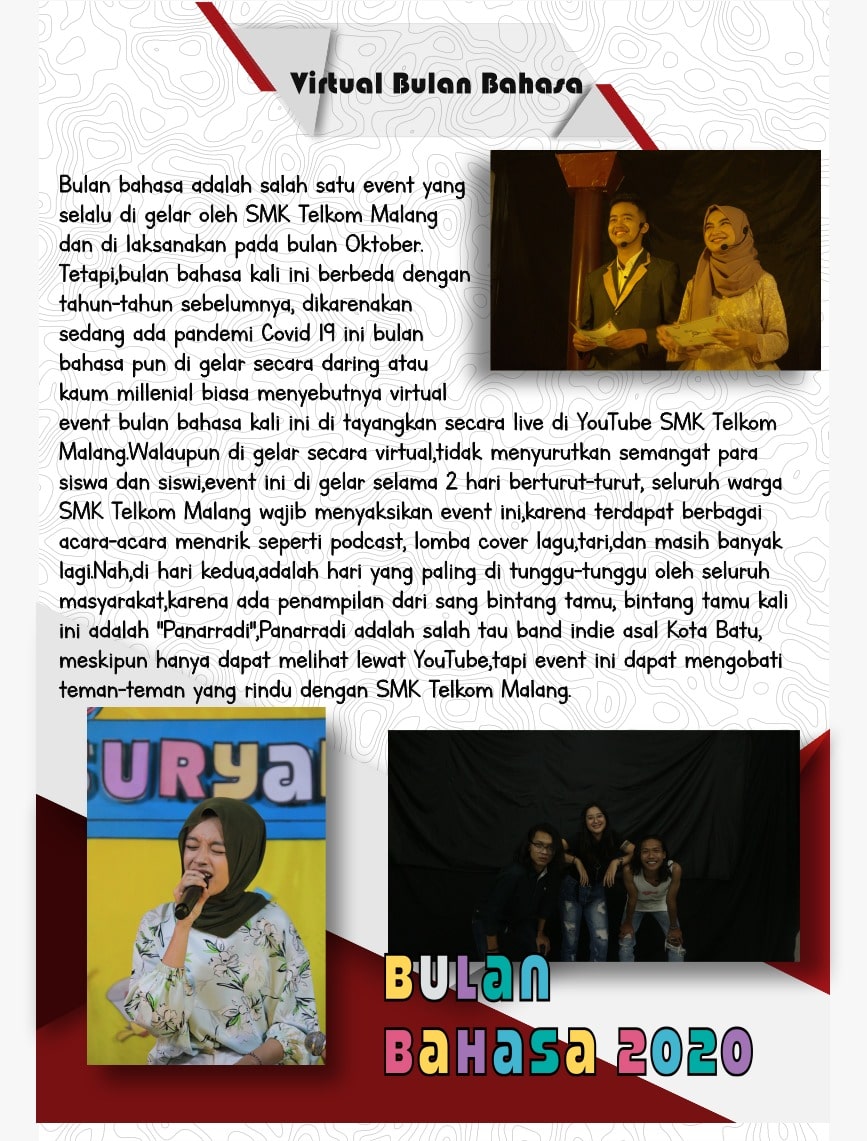 Virtual Bulan Bahasa
Bulan bahasa adalah salah satu event yang
selalu di gelar oleh SMK Telkom Malang
dan di laksanakan pada bulan Oktober.
Tetapi,bulan bahasa kali ini berbeda dengan
tahun-tahun sebelumnya, dikarenakan
sedang ada pandemi Covid 19 ini bulan
bahasa pun di gelar secara daring atau
kaum millenial biasa menyebutnya virtual
event bulan bahasa kali ini di tayangkan secara live di YouTube SMK Telkom
Malang.Walaupun di gelar secara virtual,tidak menyurutkan semangat para
siswa dan siswi,event ini di gelar selama 2 hari berturut-turut, seluruh warga
SMK Telkom Malang wajib menyaksikan event ini,karena terdapat berbagai
acara-acara menarik seperti podcast, lomba cover lagu,tari,dan masih banyak
lagi.Nah,di hari kedua,adalah hari yang paling di tunggu-tunggu oleh seluruh
masyarakat,karena ada penampilan dari sang bintang tamu, bintang tamu kali
ini adalah "Panarradi",Panarradi adalah salah tau band indie asal Kota Batu,
meskipun hanya dapat melihat lewat YouTube,tapi event ini dapat mengobati
teman-teman yang rindu dengan SMK Telkom Malang.
SURYA
BULAN
BAHASA 2020